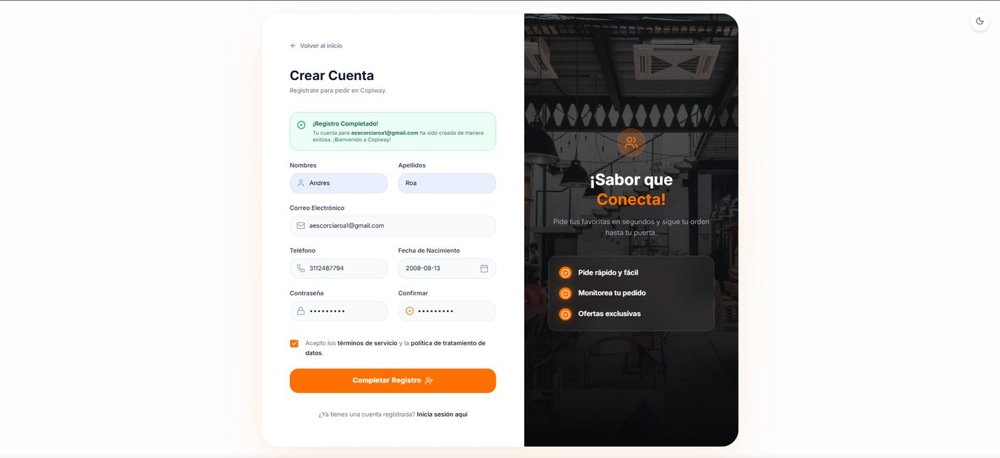 Volver al inicio
Crear Cuenta
Regístrate para pedir en Copiway.
¡Registro Completado!
Tu cuenta para aescorciaroa1@gmail.com ha sido creada de manera
exitosa. ¡Bienvenido a Copiway!
Nombres
Apellidos
Andres
Roa
Correo Electrónico
aescorciaroa1@gmail.com
Teléfono
Fecha de Nacimiento
3112487794
2008-08-13
Contraseña
Confirmar
•••••••••
•••••••••
Acepto los términos de servicio y la política de tratamiento de
datos.
Completar Registro
¿Ya tienes una cuenta registrada? Inicia sesión aquí
¡Sabor que
Conecta!
Pide tus favoritas en segundos y sigue tu orden
hasta tu puerta.
Pide rápido y fácil
Monitorea tu pedido
Ofertas exclusivas